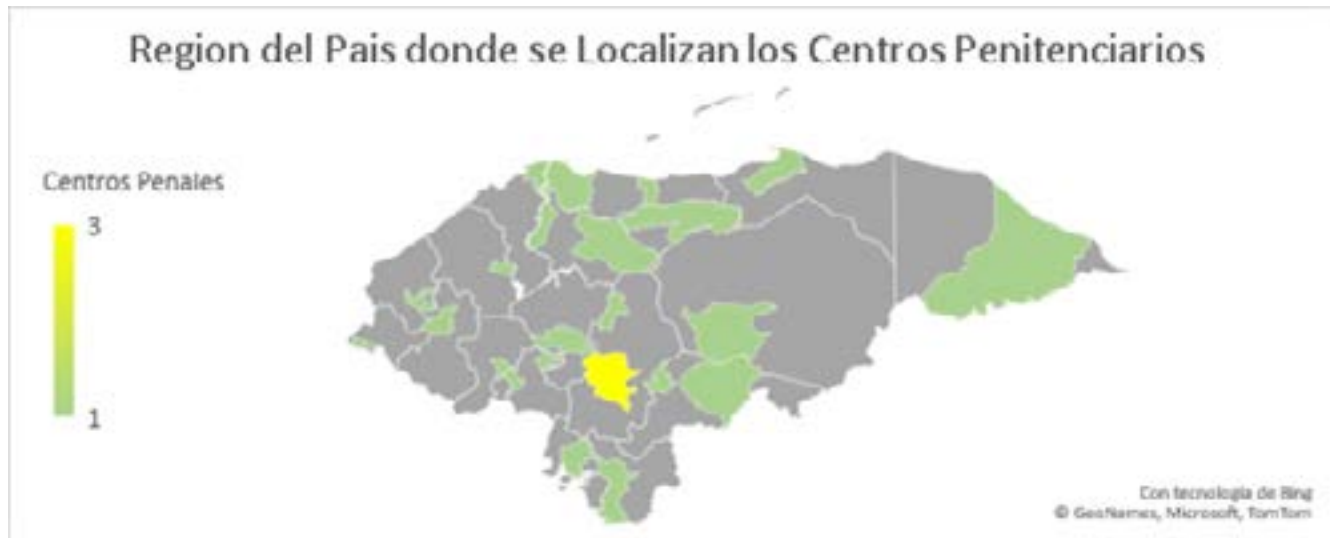 Region del Pais donde se Localizan los Centros Penitenciarios
Centros Penales
3
1
Con tecnología de Bing
© GeoNames, Microsoft, TomTom